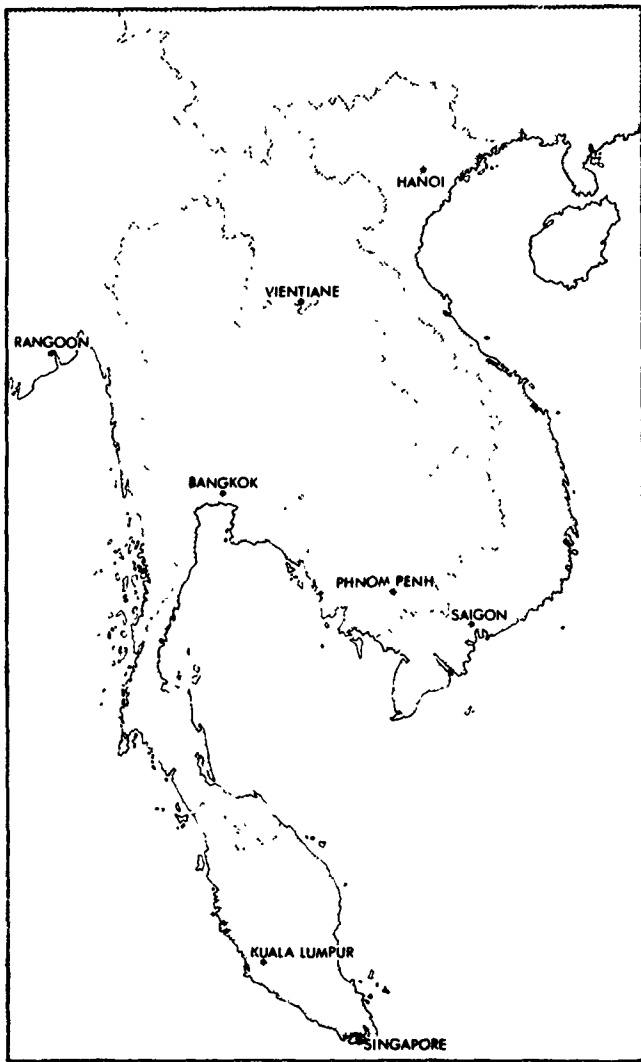 HANOI
VIENTIANE
RANGOON
BANGKOK
PHNOM PENH
SAIGON
KUALA LUMPUR
SINGAPORE